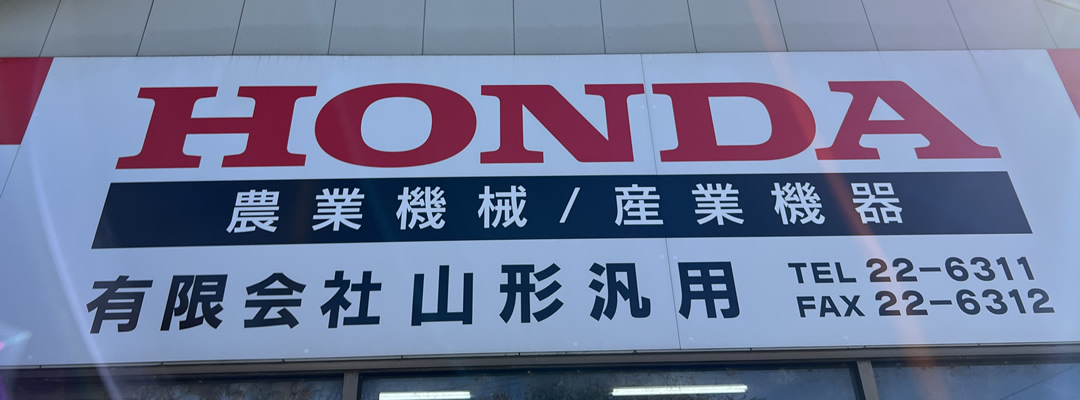 HONDA
農業機械/産業機器
有限会社山形汎用
TEL 22-6311
FAX 22-6312